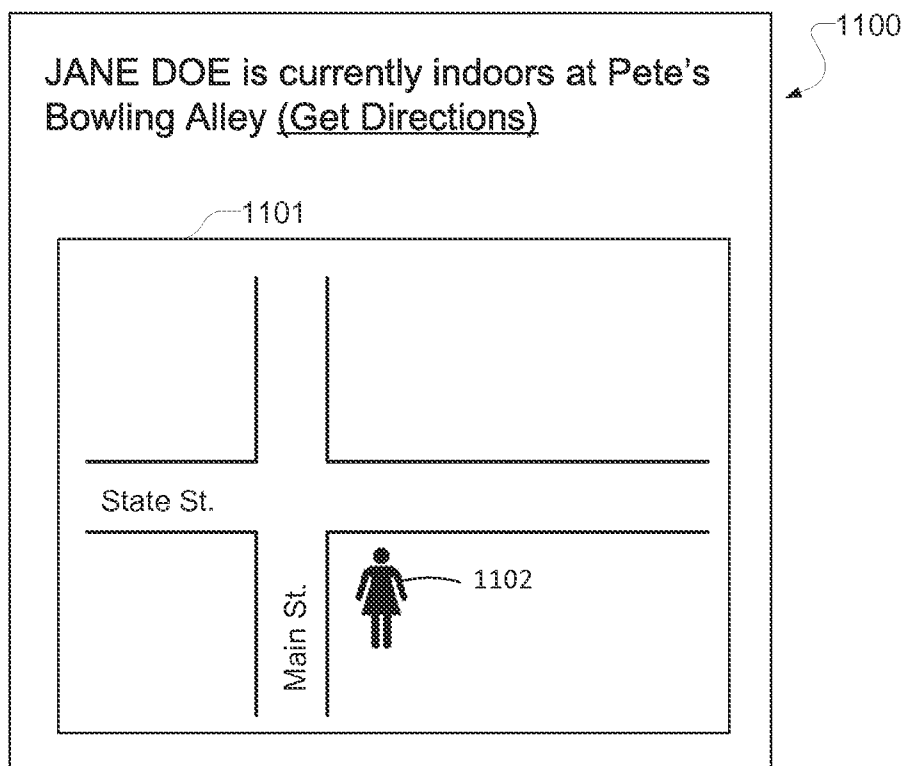 1100
JANE DOE is currently indoors at Pete's
Bowling Alley (Get Directions)
1101
State St.
1102
Main St.